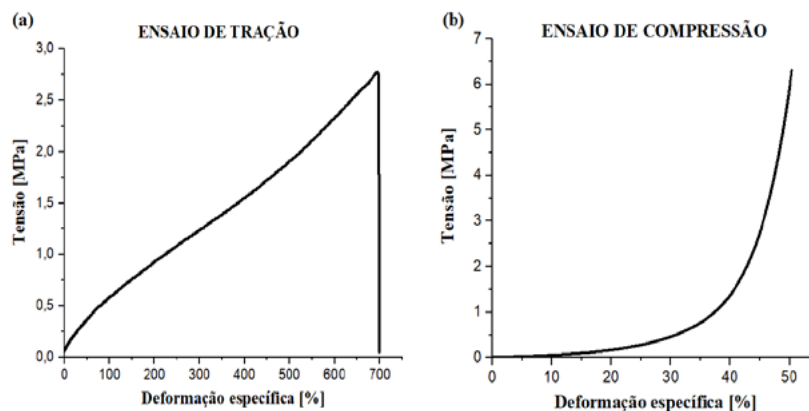 (a)
ENSAIO DE TRAÇÃO
3,0
2,5
2,0
1,5
1,0
0,5
0,0
Tensão [MPa]
0 100 200 300 400 500 600 700
Deformação específica [%]
(b)
ENSAIO DE COMPRESSÃO
7
6
5
4
3
2
1
0
Tensão [MPa]
0 10 20 30 40 50
Deformação específica [%]